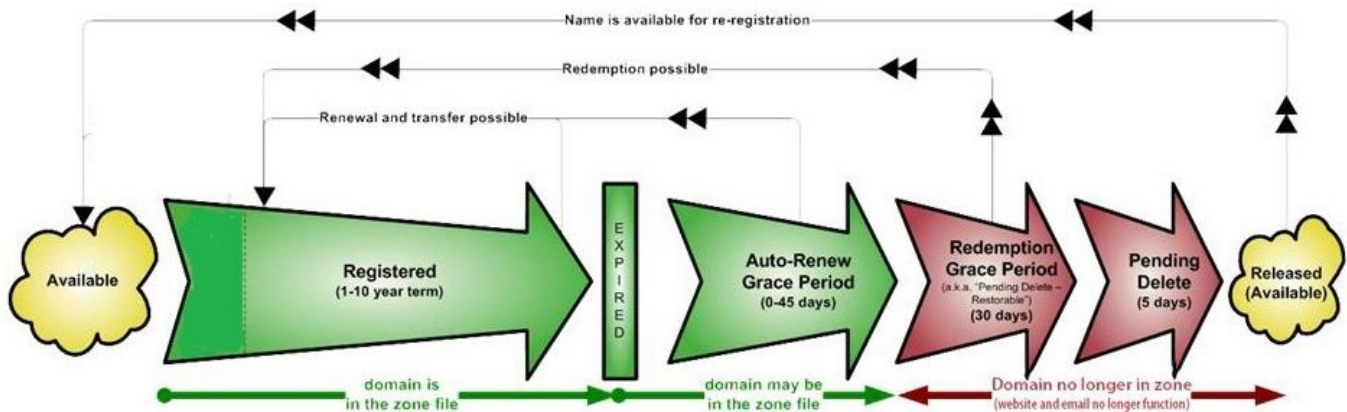 Name is available for re-registration
Redemption possible
Renewal and transfer possible
Available
Registered
(1-10 year term)
EXPIRED
Auto-Renew
Grace Period
(0-45 days)
Redemption
Grace Period
(a.k.a. "Pending Delete –
Restorable")
(30 days)
Pending
Delete
(5 days)
Released
(Available)
domain is
in the zone file
domain may be
in the zone file
Domain no longer in zone
(website and email no longer function)